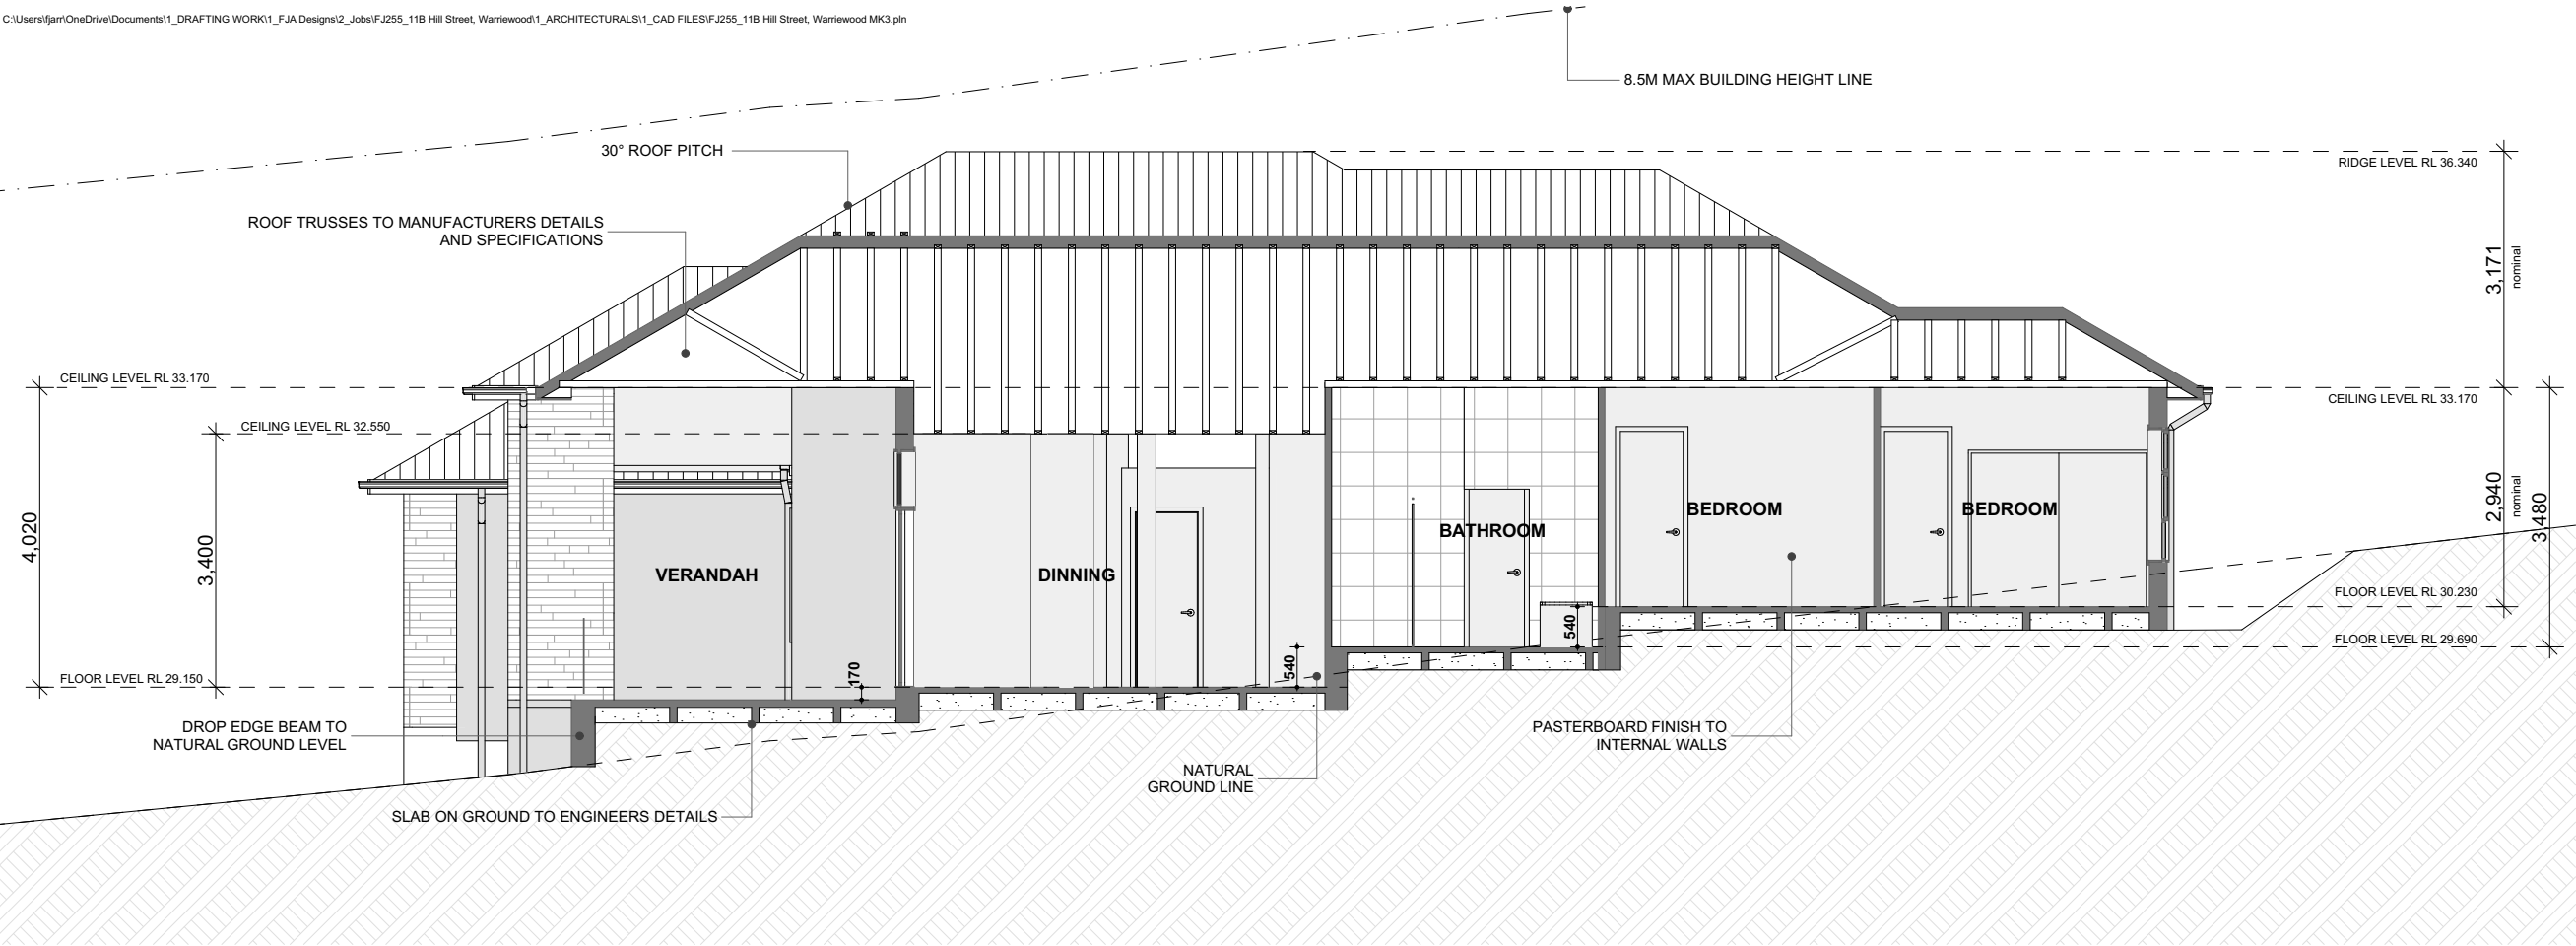 C:\Users\fjarr\OneDrive\Documents\1_DRAFTING WORK\1_FJA Designs\2_Jobs\FJ255_11B Hill Street, Warriewood\1_ARCHITECTURALS\1_CAD FILES\FJ255_11B Hill Street, Warriewood MK3.pln
8.5M MAX BUILDING HEIGHT LINE
30° ROOF PITCH
RIDGE LEVEL RL 36.340
ROOF TRUSSES TO MANUFACTURERS DETAILS
AND SPECIFICATIONS
3,171
nominal
CEILING LEVEL RL 33.170
CEILING LEVEL RL 33.170
CEILING LEVEL RL 32.550
4,020
3,400
VERANDAH
DINNING
BATHROOM
BEDROOM
BEDROOM
2,940
nominal
3,480
FLOOR LEVEL RL 30.230
540
FLOOR LEVEL RL 29.690
540
170
FLOOR LEVEL RL 29.150
DROP EDGE BEAM TO
NATURAL GROUND LEVEL
PASTERBOARD FINISH TO
INTERNAL WALLS
NATURAL
GROUND LINE
SLAB ON GROUND TO ENGINEERS DETAILS